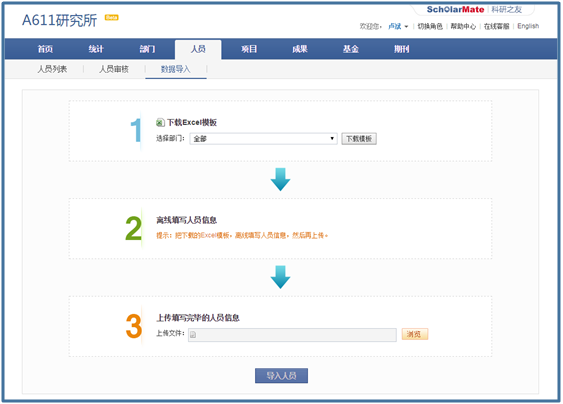 SchOlarMate | 科研之友
A611研究所 Beta
欢迎您: 卢斌 | 切换角色 | 帮助中心 | 在线客服 | English
首页 统计 部门 人员 项目 成果 基金 期刊
人员列表 人员审核 数据导入
1
下载Excel模板
选择部门: 全部 下载模板
2
离线填写人员信息
提示: 把下载的Excel模板, 离线填写人员信息, 然后再上传。
3
上传填写完毕的人员信息
上传文件: 浏览
导入人员